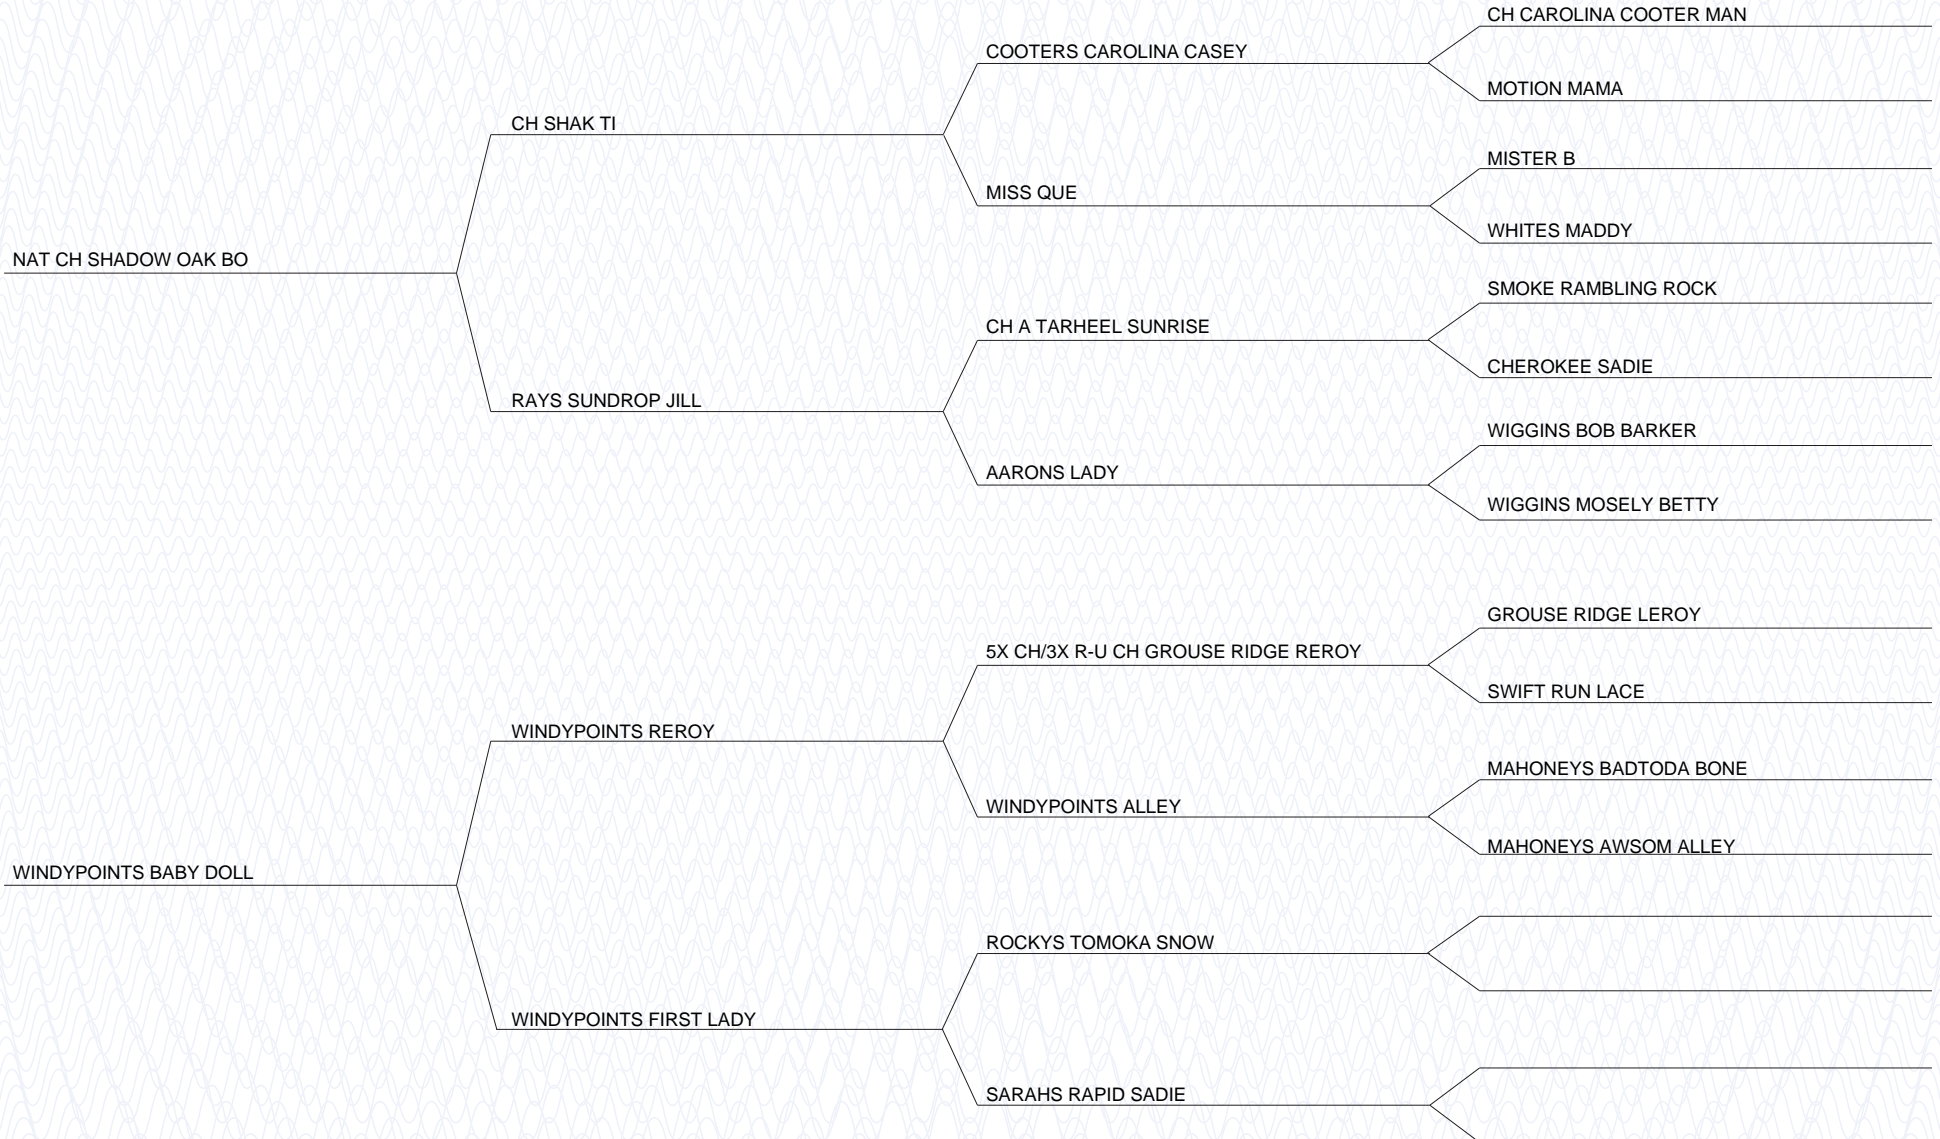 CH CAROLINA COOTER MAN
COOTERS CAROLINA CASEY
MOTION MAMA
CH SHAK TI
MISTER B
MISS QUE
WHITES MADDY
NAT CH SHADOW OAK BO
SMOKE RAMBLING ROCK
CH A TARHEEL SUNRISE
CHEROKEE SADIE
RAYS SUNDROP JILL
WIGGINS BOB BARKER
AARONS LADY
WIGGINS MOSELY BETTY
GROUSE RIDGE LEROY
5X CH/3X R-U CH GROUSE RIDGE REROY
SWIFT RUN LACE
WINDYPOINTS REROY
MAHONEYS BADTODA BONE
WINDYPOINTS ALLEY
MAHONEYS AWSOM ALLEY
WINDYPOINTS BABY DOLL
ROCKYS TOMOKA SNOW
WINDYPOINTS FIRST LADY
SARAHS RAPID SADIE